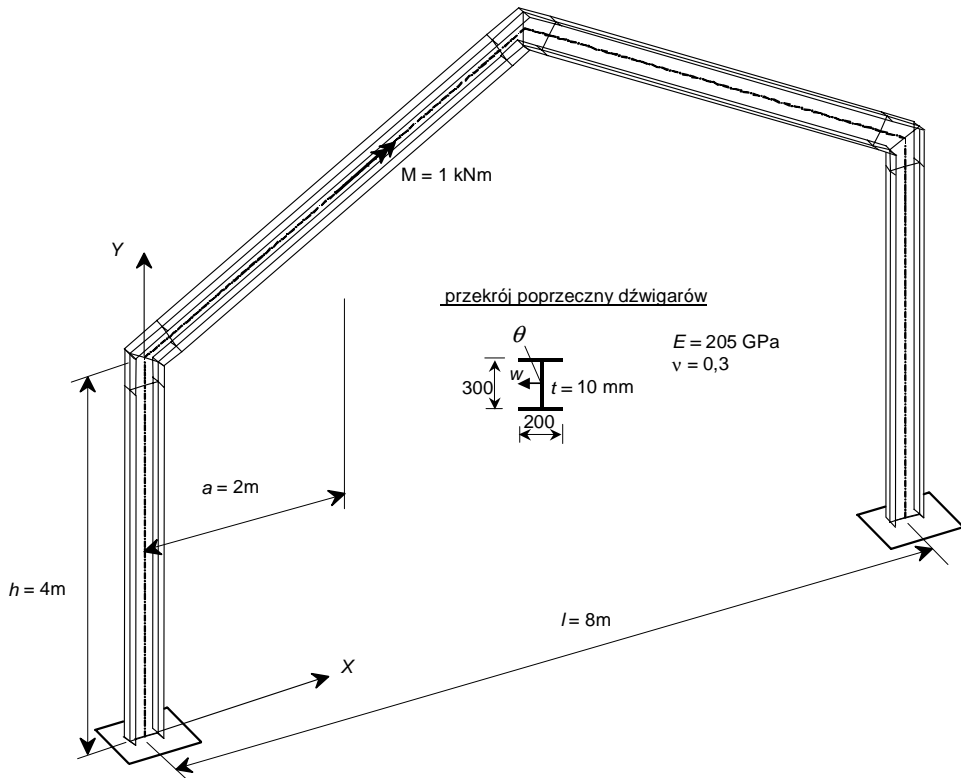 M = 1 kNm
Y
przekrój poprzeczny dźwigarów
θ
E = 205 GPa
ν = 0,3
w
300
t = 10 mm
200
a = 2m
h = 4m
l = 8m
X